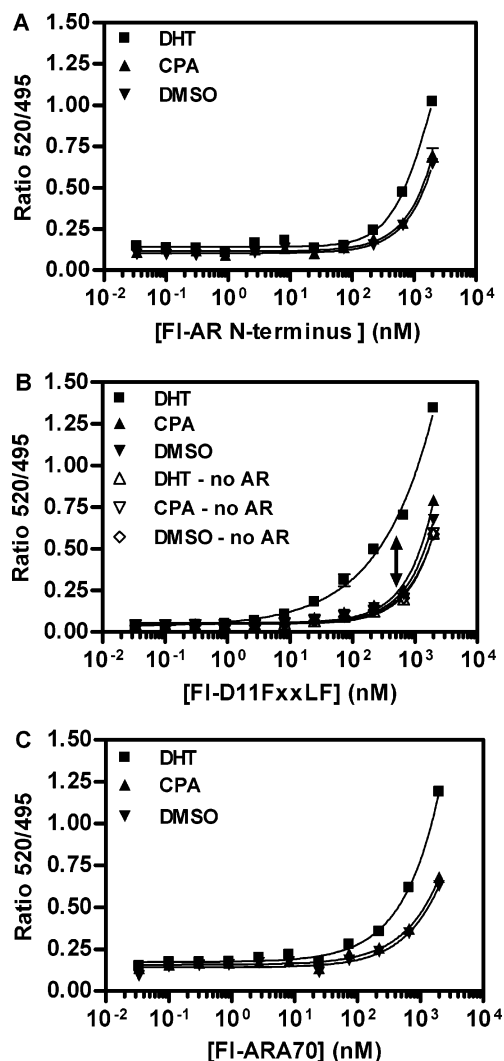 A
DHT
CPA
DMSO
Ratio 520/495
1.50
1.25
1.00
0.75
0.50
0.25
0.00
10-2 10-1 100 101 102 103 104
[Fl-AR N-terminus ] (nM)
B
DHT
CPA
DMSO
DHT - no AR
CPA - no AR
DMSO - no AR
Ratio 520/495
1.50
1.25
1.00
0.75
0.50
0.25
0.00
10-2 10-1 100 101 102 103 104
[Fl-D11FxxLF] (nM)
C
DHT
CPA
DMSO
Ratio 520/495
1.50
1.25
1.00
0.75
0.50
0.25
0.00
10-2 10-1 100 101 102 103 104
[Fl-ARA70] (nM)